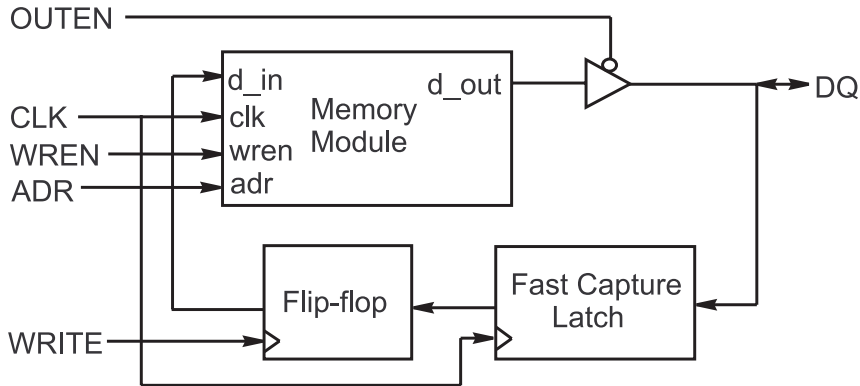 OUTEN
d_in
d_out
DQ
CLK
clk
Memory
Module
WREN
wren
ADR
adr
Flip-flop
Fast Capture
Latch
WRITE